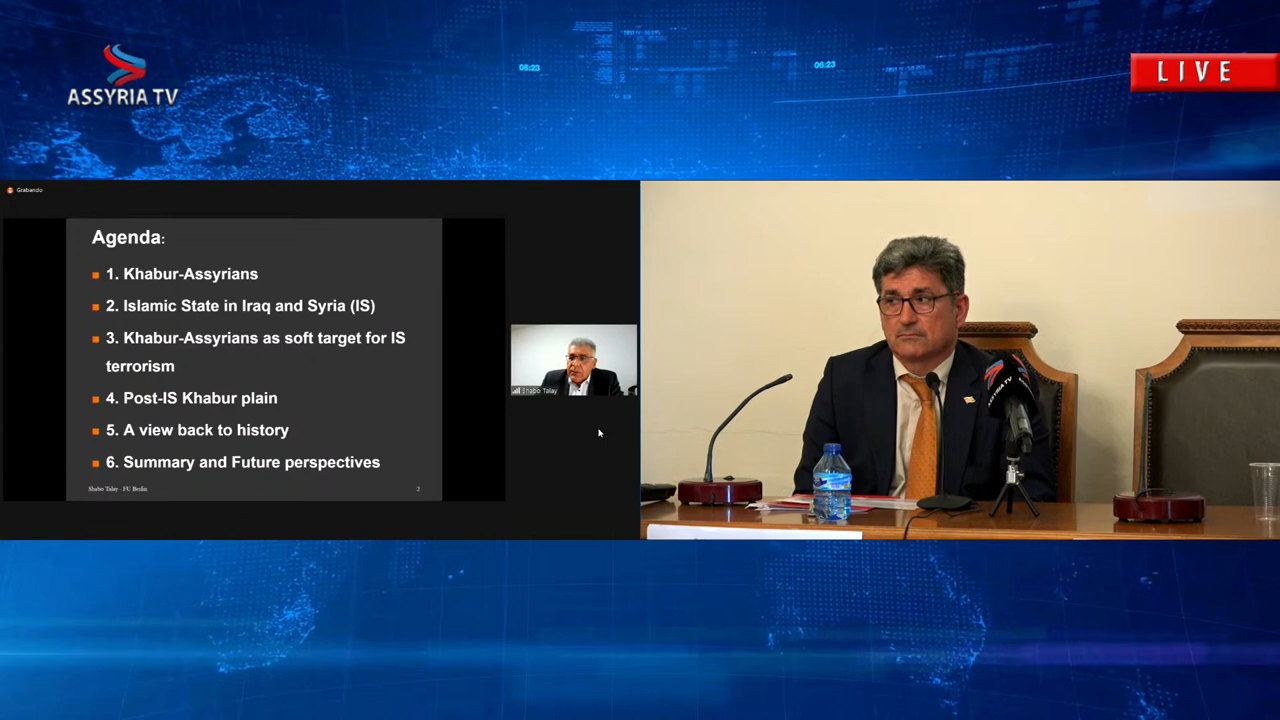 ASSYRIA TV
06:23
06:23
LIVE
Grabando
Agenda:
1. Khabur-Assyrians
2. Islamic State in Iraq and Syria (IS)
3. Khabur-Assyrians as soft target for IS
terrorism
4. Post-IS Khabur plain
5. A view back to history
6. Summary and Future perspectives
Shabo Talay - FU Berlin
2
Shabo Talay
ASSYRIA TV